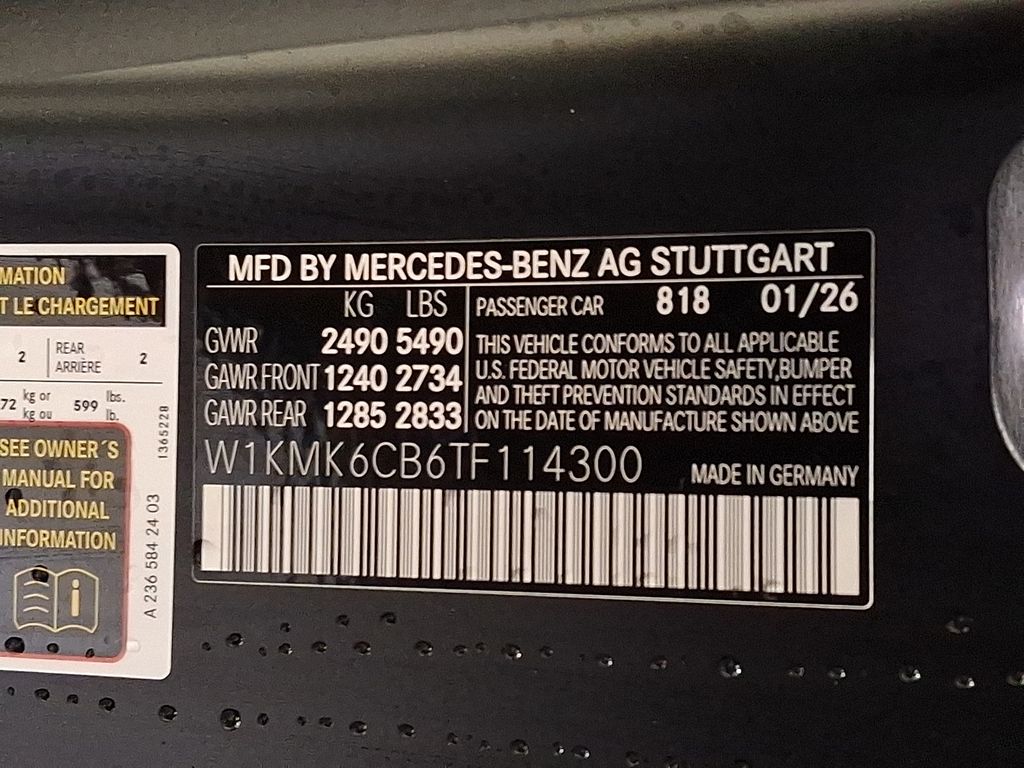 MATION
T LE CHARGEMENT
2 REAR ARRIÈRE 2
72 kg or kg ou 599 lbs. lb.
SEE OWNER´S
MANUAL FOR
ADDITIONAL
INFORMATION
i
A 236 584 24 03
1365228
MFD BY MERCEDES-BENZ AG STUTTGART
KG LBS
GVWR 2490 5490
GAWR FRONT 1240 2734
GAWR REAR 1285 2833
PASSENGER CAR 818 01/26
THIS VEHICLE CONFORMS TO ALL APPLICABLE
U.S. FEDERAL MOTOR VEHICLE SAFETY,BUMPER
AND THEFT PREVENTION STANDARDS IN EFFECT
ON THE DATE OF MANUFACTURE SHOWN ABOVE
W1KMK6CB6TF114300
MADE IN GERMANY